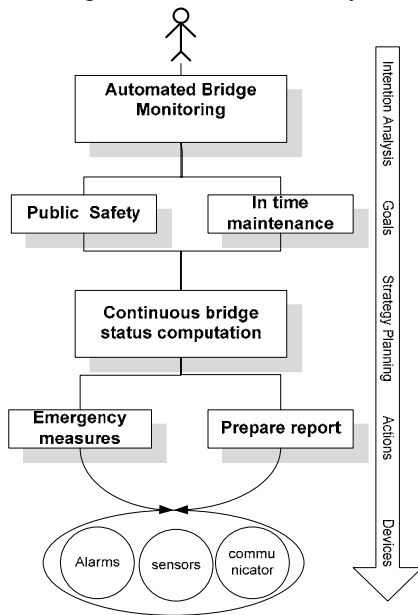 Automated Bridge
Monitoring
Public Safety
In time
maintenance
Continuous bridge
status computation
Emergency
measures
Prepare report
Alarms
sensors
commu
nicator
Intention Analysis
Goals
Strategy Planning
Actions
Devices